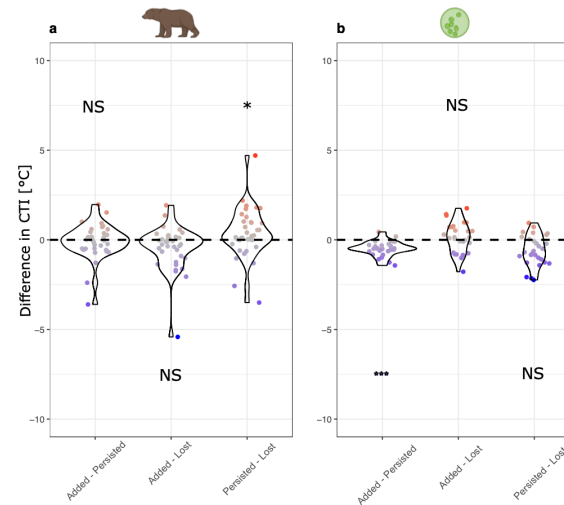 a
b
10
5
0
−5
−10
Difference in CTI [°C]
NS
NS
*
Added - Persisted
Added - Lost
Persisted - Lost
10
5
0
−5
−10
NS
***
NS
Added - Persisted
Added - Lost
Persisted - Lost